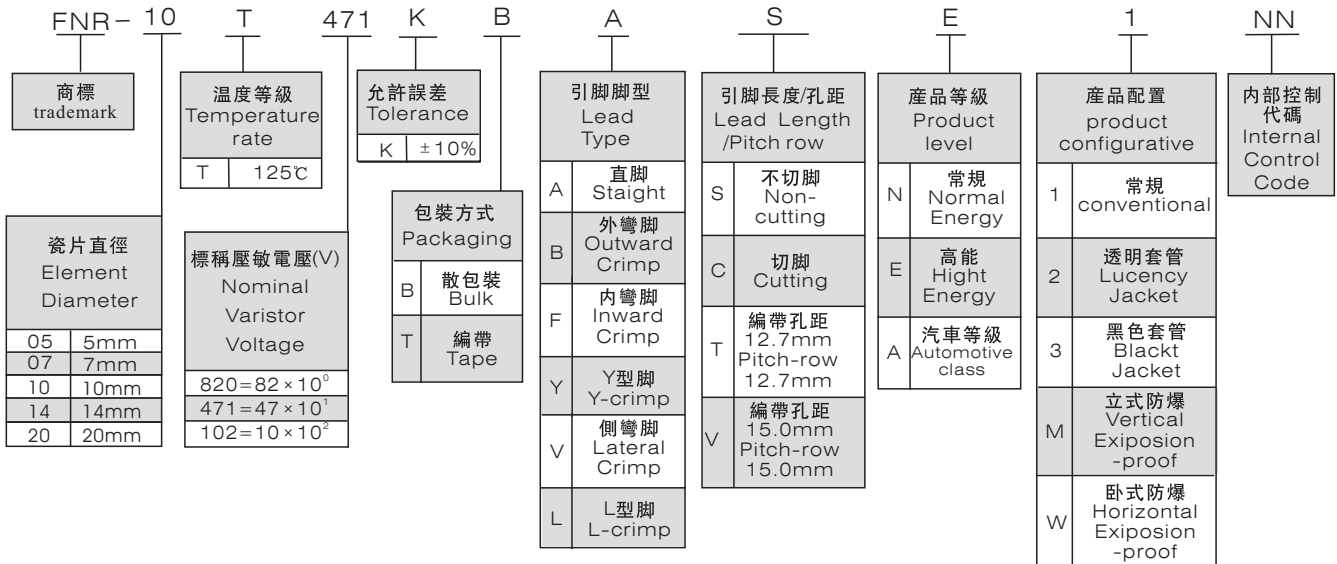 FNR- 10 T 471 K B A S E 1 NN
商標
trademark
溫度等級
Temperature
rate
T 125℃
允許誤差
Tolerance
K ±10%
引脚脚型
Lead
Type
A 直脚
Staight
B 外彎脚
Outward
Crimp
F 内彎脚
Inward
Crimp
Y Y型脚
Y-crimp
V 側彎脚
Lateral
Crimp
L L型脚
L-crimp
引脚長度/孔距
Lead Length
/Pitch row
S 不切脚
Non-
cutting
C 切脚
Cutting
T 編帶孔距
12.7mm
Pitch-row
12.7mm
V 編帶孔距
15.0mm
Pitch-row
15.0mm
産品等級
Product
level
N 常規
Normal
Energy
E 高能
Hight
Energy
A 汽車等級
Automotive
class
産品配置
product
configurative
1 常規
conventional
2 透明套管
Lucency
Jacket
3 黑色套管
Blackt
Jacket
M 立式防爆
Vertical
Exiposion
-proof
W 卧式防爆
Horizontal
Exiposion
-proof
内部控制
代碼
Internal
Control
Code
包裝方式
Packaging
B 散包裝
Bulk
T 編帶
Tape
瓷片直徑
Element
Diameter
05 5mm
07 7mm
10 10mm
14 14mm
20 20mm
標稱壓敏電壓(V)
Nominal
Varistor
Voltage
820=82×10⁰
471=47×10¹
102=10×10²